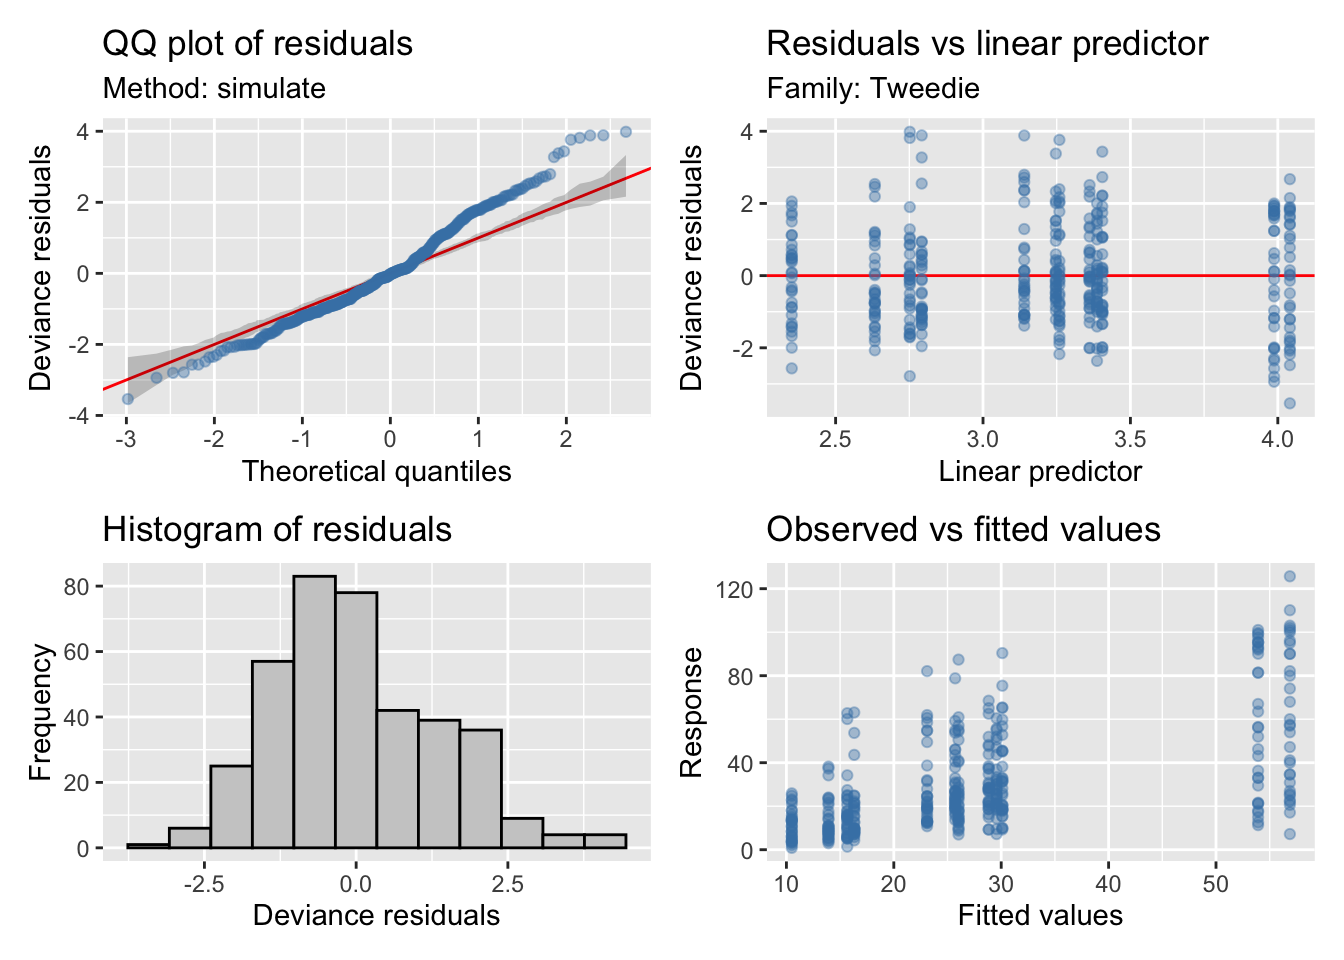 QQ plot of residuals
Method: simulate
4
2
0
-2
-4
Deviance residuals
-3
-2
-1
0
1
2
Theoretical quantiles
Residuals vs linear predictor
Family: Tweedie
4
2
0
-2
Deviance residuals
2.5
3.0
3.5
4.0
Linear predictor
Histogram of residuals
80
60
40
20
0
Frequency
-2.5
0.0
2.5
Deviance residuals
Observed vs fitted values
120
80
40
0
Response
10
20
30
40
50
Fitted values